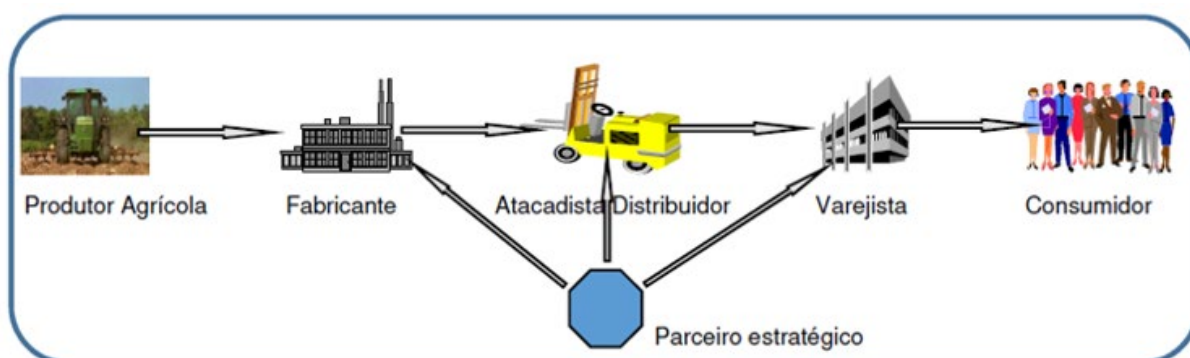 Produtor Agrícola
Fabricante
Atacadista/Distribuidor
Varejista
Consumidor
Parceiro estratégico